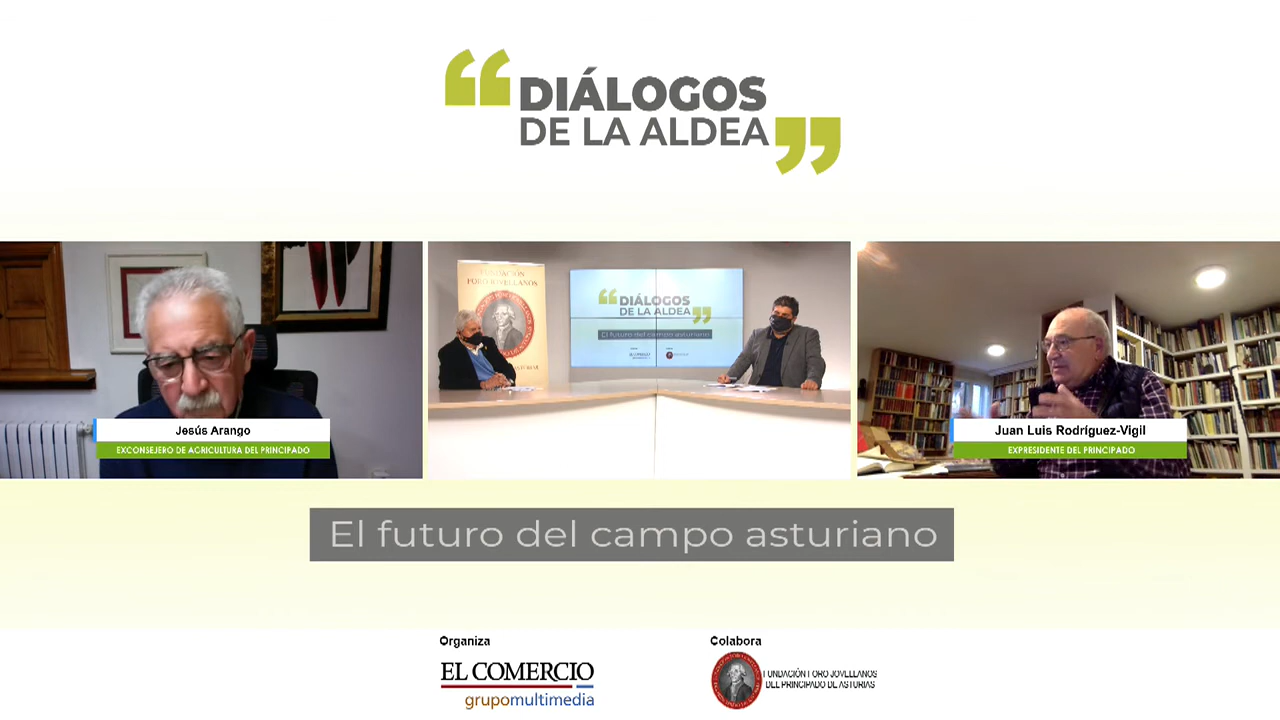 “DIÁLOGOS
DE LA ALDEA”
FUNDACIÓN
FORO JOVELLANOS
“DIÁLOGOS
DE LA ALDEA”
El futuro del campo asturiano
Jesús Arango
EXCONSEJERO DE AGRICULTURA DEL PRINCIPADO
Juan Luis Rodríguez-Vigil
EXPRESIDENTE DEL PRINCIPADO
El futuro del campo asturiano
Organiza
EL COMERCIO
grupomultimedia
Colabora
FUNDACIÓN FORO JOVELLANOS
DEL PRINCIPADO DE ASTURIAS